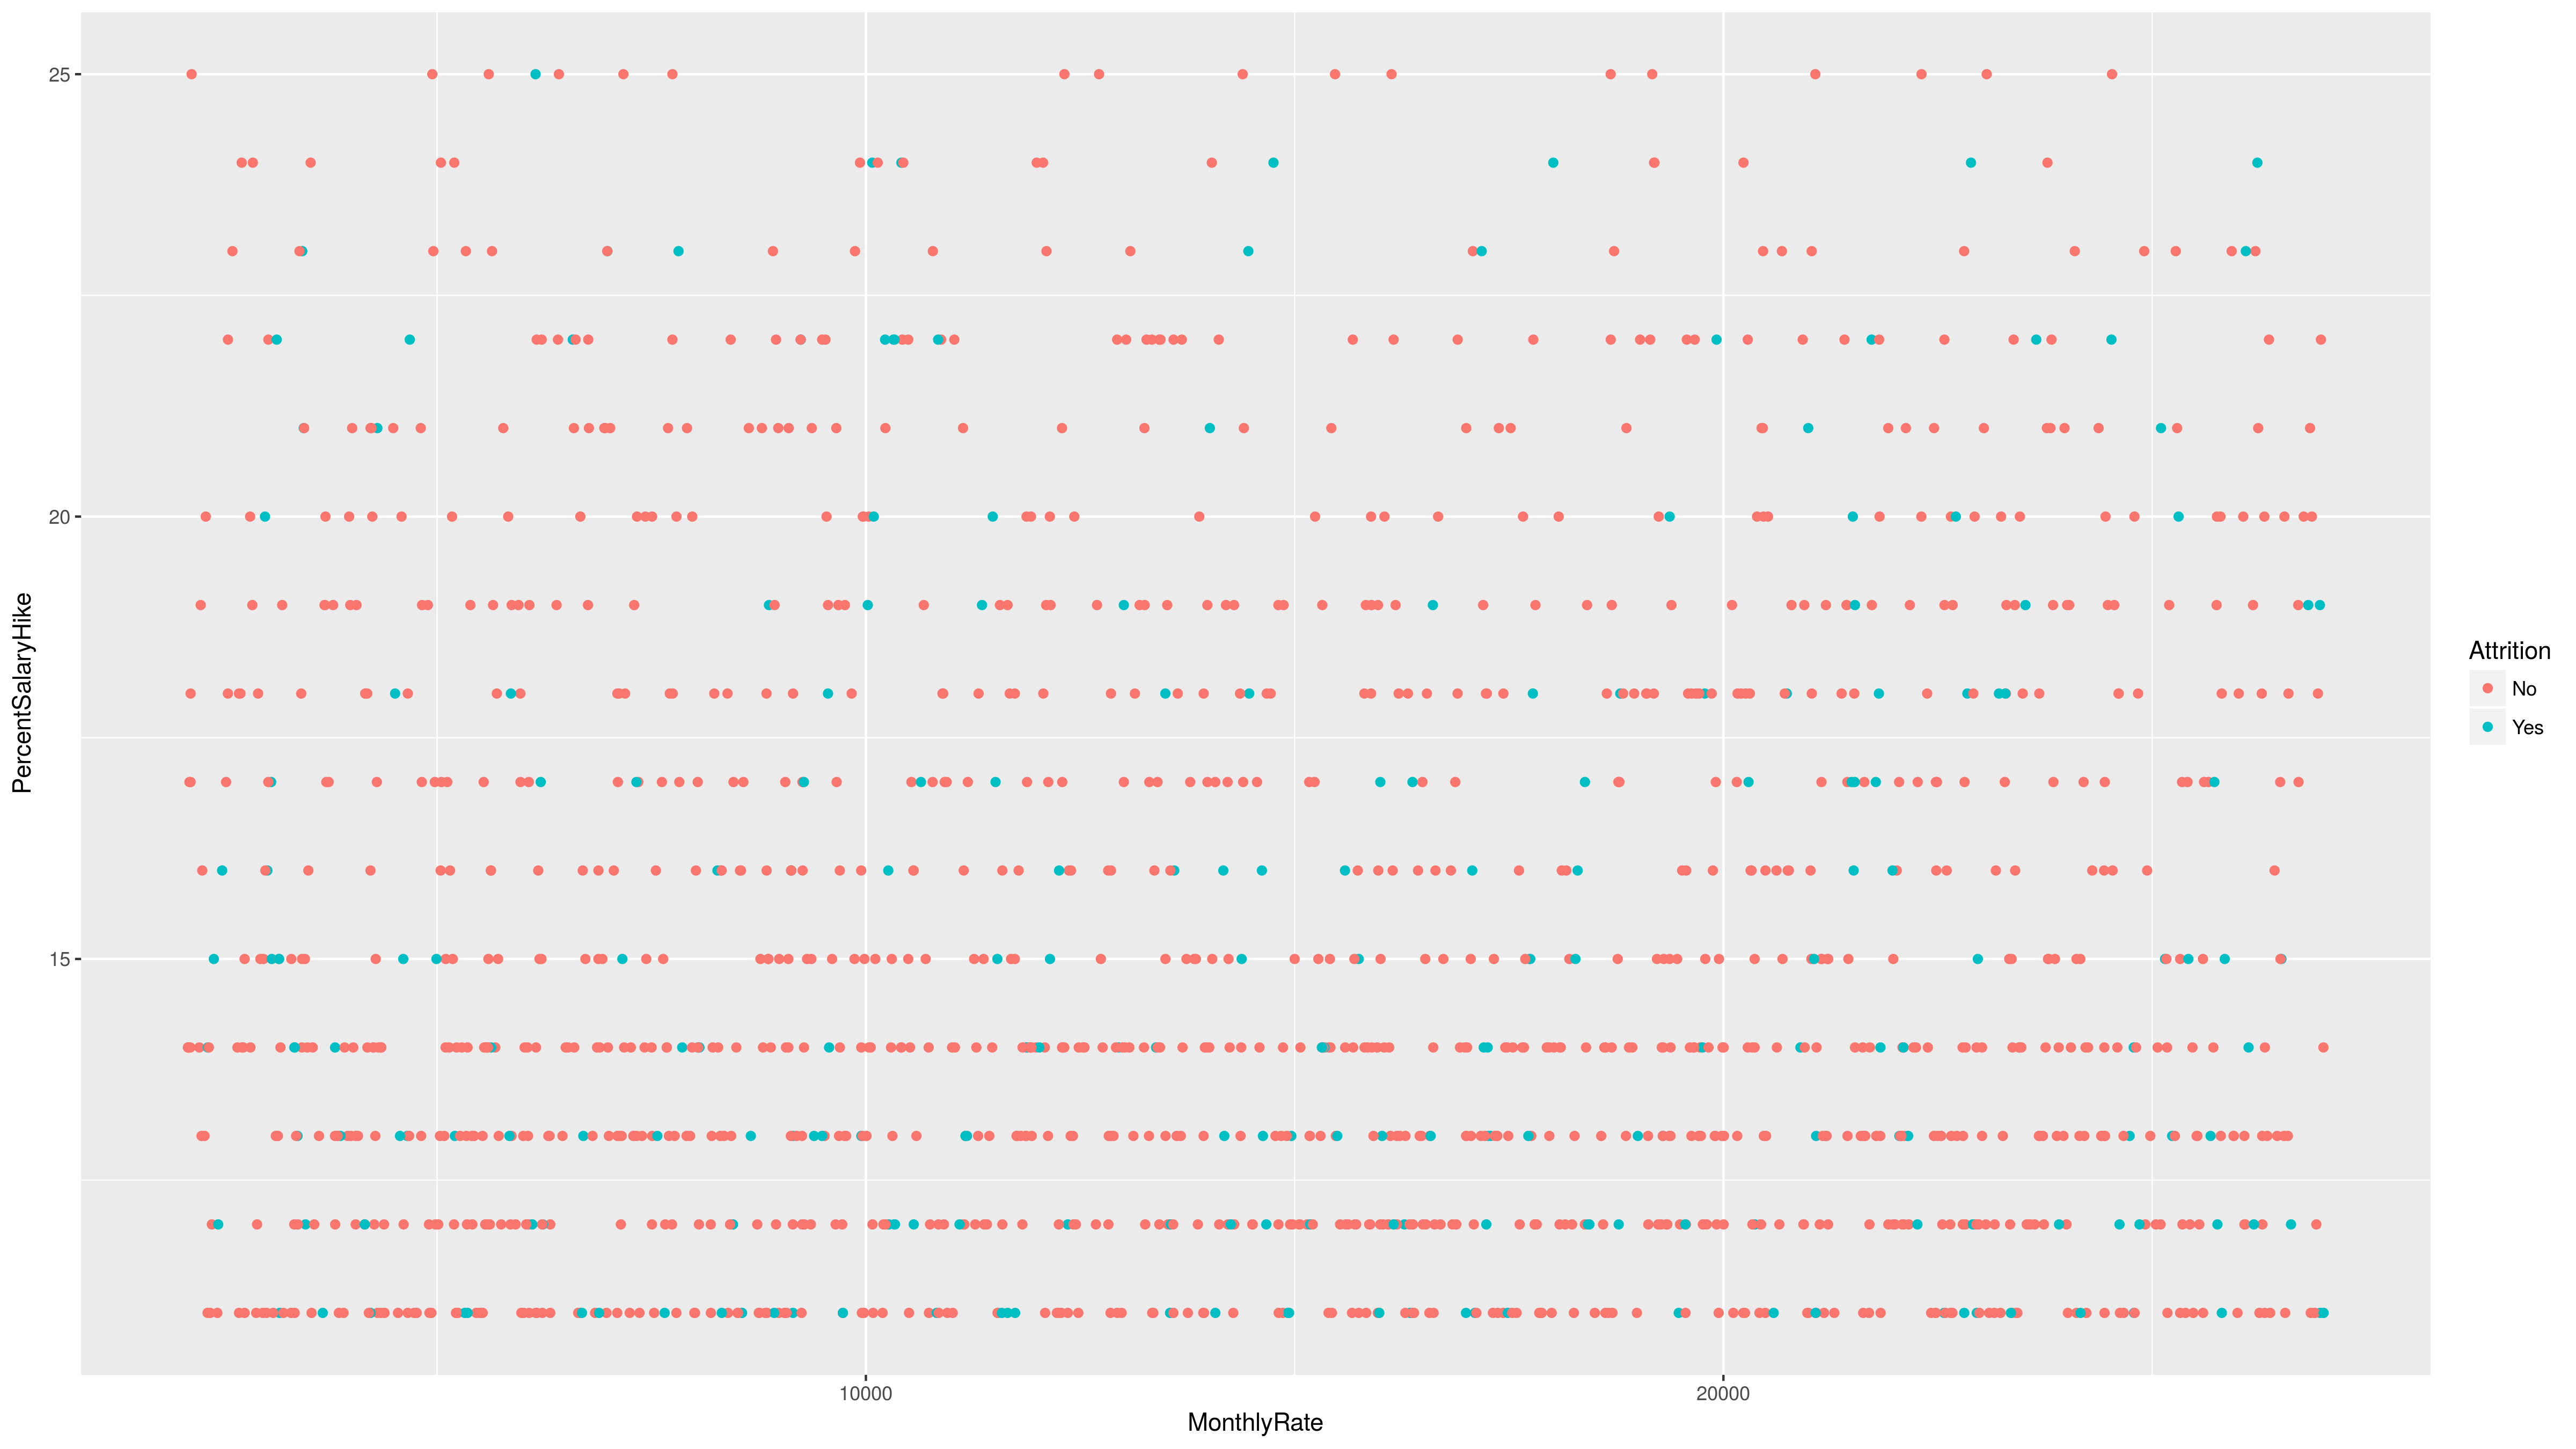 25
20
15
PercentSalaryHike
10000
20000
MonthlyRate
Attrition
No
Yes